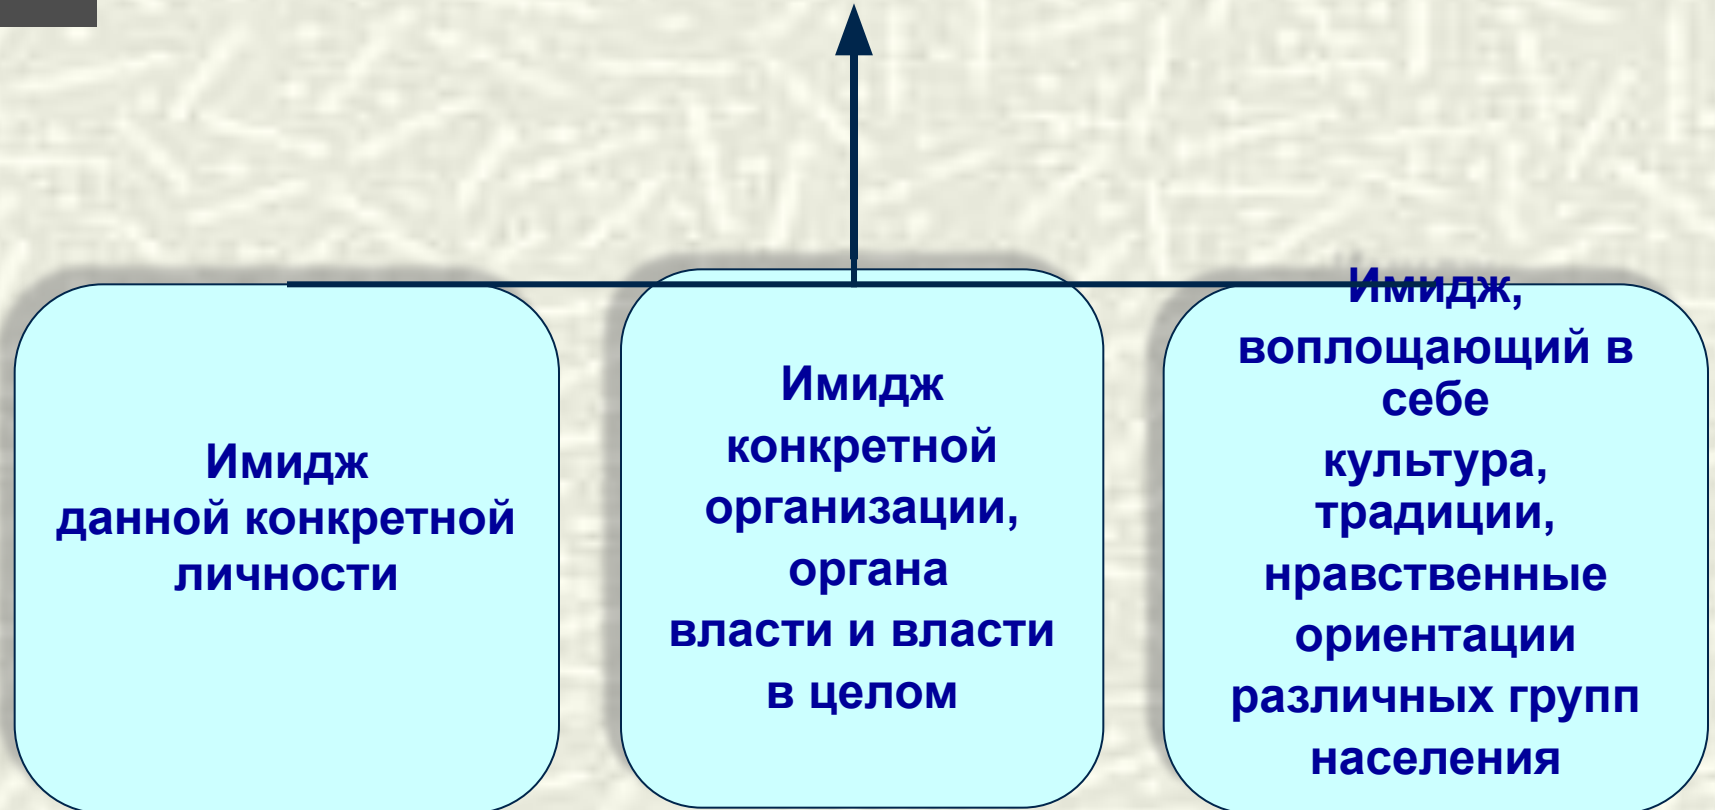 Имидж
данной конкретной
личности
Имидж
конкретной
организации,
органа
власти и власти
в целом
Имидж,
воплощающий в
себе
культура,
традиции,
нравственные
ориентации
различных групп
населения